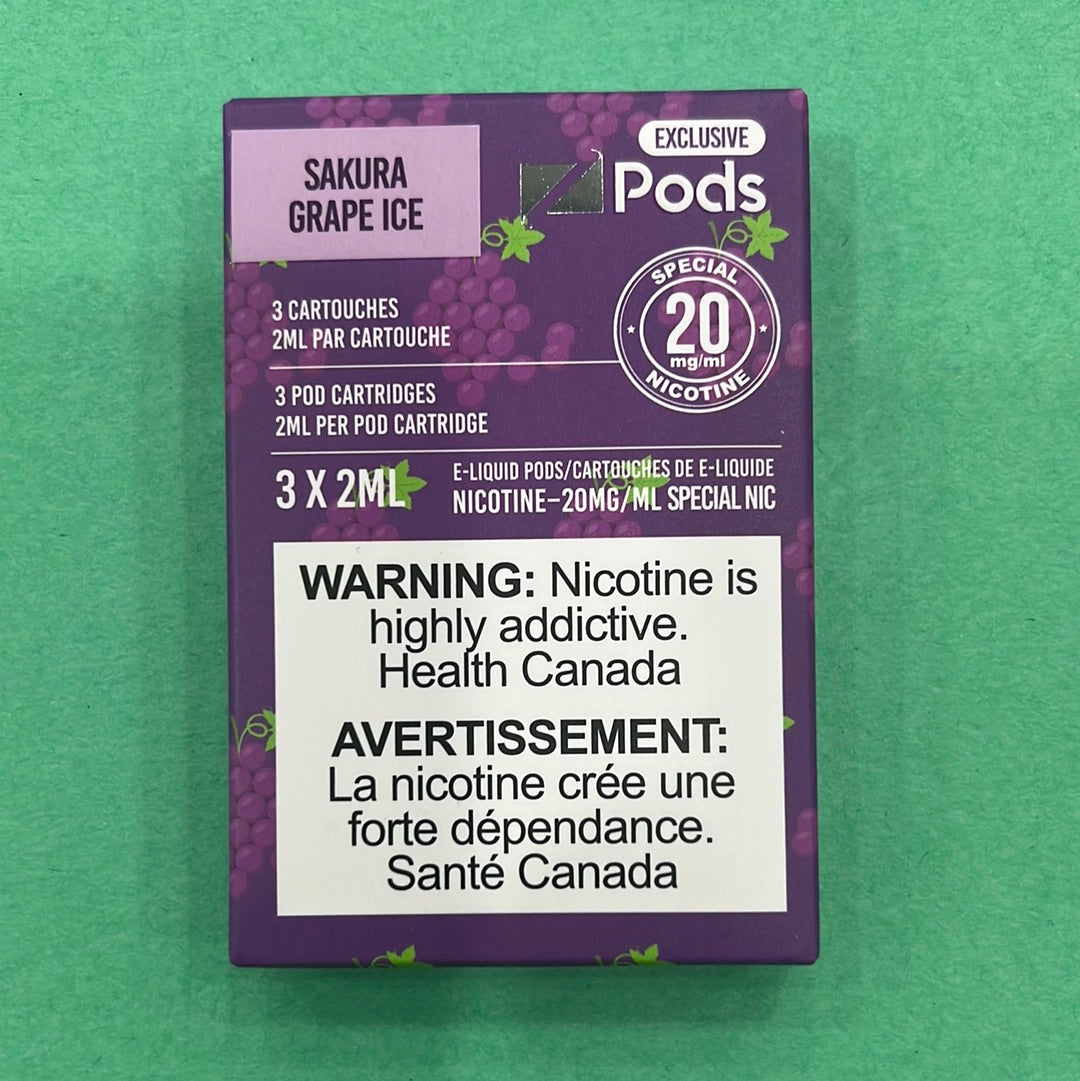 SAKURA
GRAPE ICE
EXCLUSIVE
Z Pods
3 CARTOUCHES
2ML PAR CARTOUCHE
SPECIAL
20
mg/ml
NICOTINE
3 POD CARTRIDGES
2ML PER POD CARTRIDGE
3 X 2ML
E-LIQUID PODS/CARTOUCHES DE E-LIQUIDE
NICOTINE–20MG/ML SPECIAL NIC
WARNING: Nicotine is
highly addictive.
Health Canada
AVERTISSEMENT:
La nicotine crée une
forte dépendance.
Santé Canada